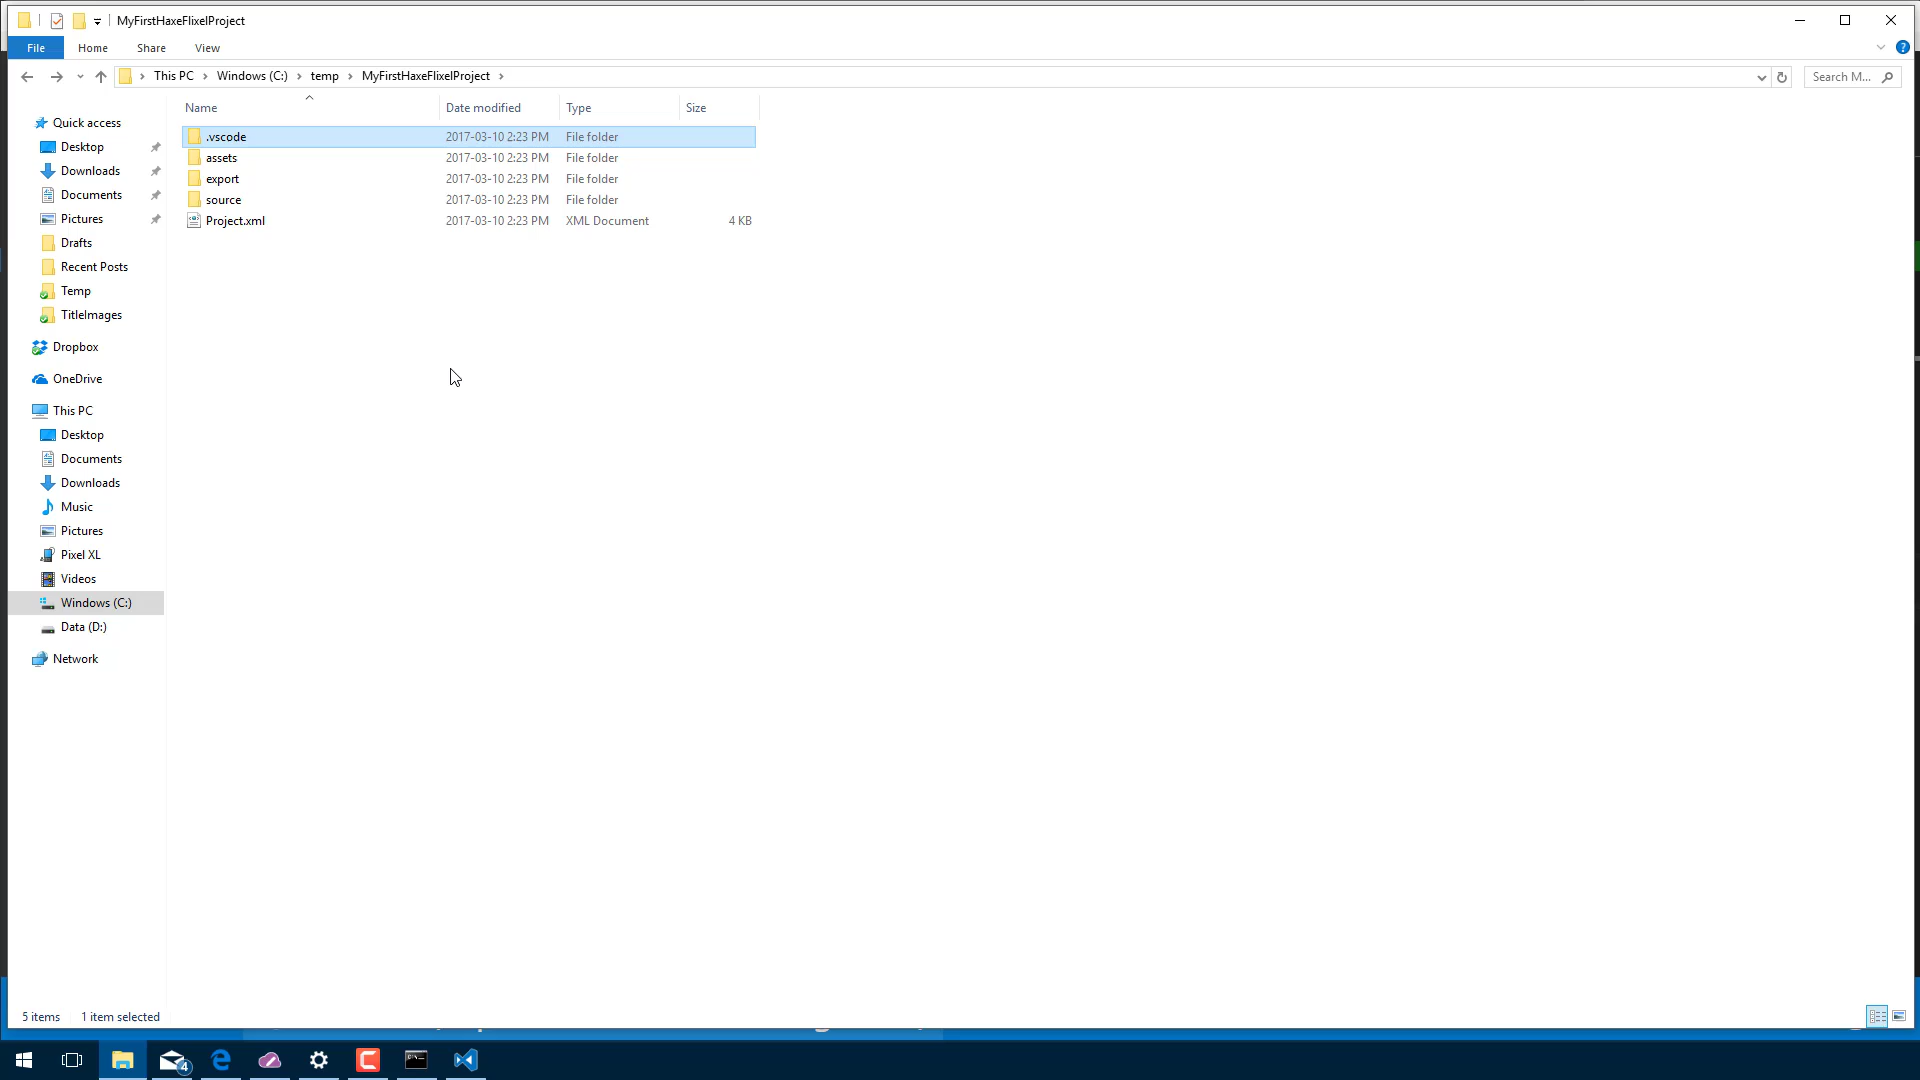 MyFirstHaxeFlixelProject
File Home Share View
This PC Windows (C:) temp MyFirstHaxeFlixelProject
Search M...
Name Date modified Type Size
.vscode 2017-03-10 2:23 PM File folder
assets 2017-03-10 2:23 PM File folder
export 2017-03-10 2:23 PM File folder
source 2017-03-10 2:23 PM File folder
Project.xml 2017-03-10 2:23 PM XML Document 4 KB
Quick access
Desktop
Downloads
Documents
Pictures
Drafts
Recent Posts
Temp
TitleImages
Dropbox
OneDrive
This PC
Desktop
Documents
Downloads
Music
Pictures
Pixel XL
Videos
Windows (C:)
Data (D:)
Network
5 items 1 item selected
4